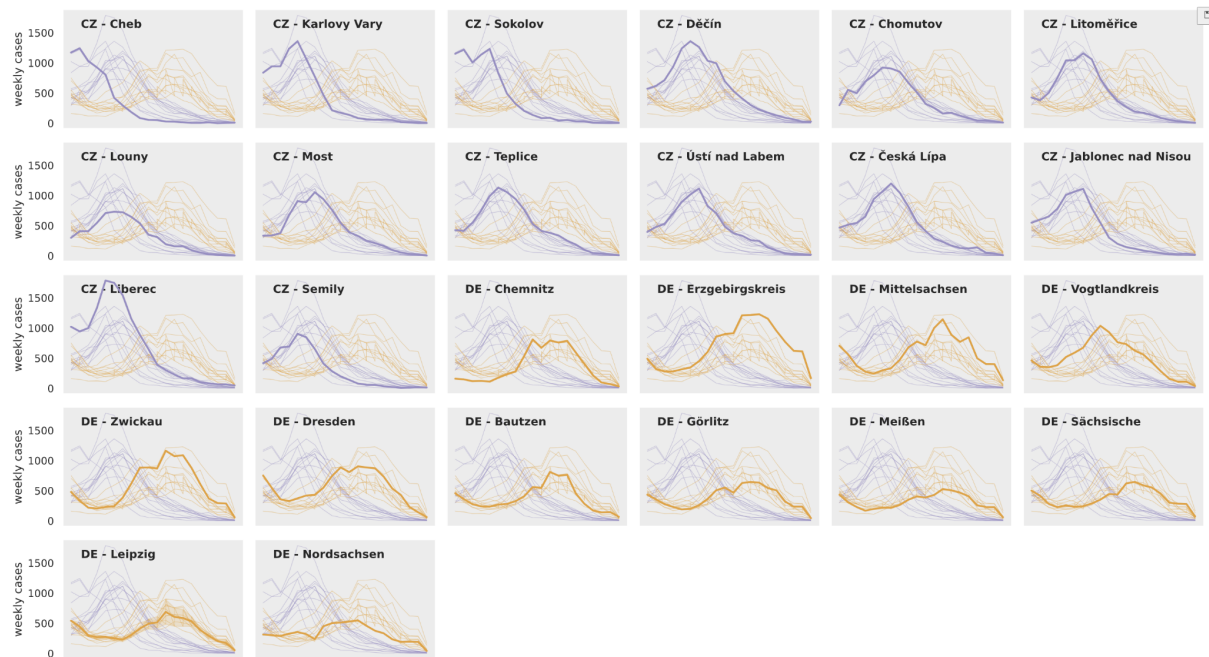 CZ - Cheb
CZ - Karlovy Vary
CZ - Sokolov
CZ - Děčín
CZ - Chomutov
CZ - Litoměřice
weekly cases
1500
1000
500
0
CZ - Louny
CZ - Most
CZ - Teplice
CZ - Ústí nad Labem
CZ - Česká Lípa
CZ - Jablonec nad Nisou
weekly cases
1500
1000
500
0
CZ - Liberec
CZ - Semily
DE - Chemnitz
DE - Erzgebirgskreis
DE - Mittelsachsen
DE - Vogtlandkreis
weekly cases
1500
1000
500
0
DE - Zwickau
DE - Dresden
DE - Bautzen
DE - Görlitz
DE - Meißen
DE - Sächsische
weekly cases
1500
1000
500
0
DE - Leipzig
DE - Nordsachsen
weekly cases
1500
1000
500
0